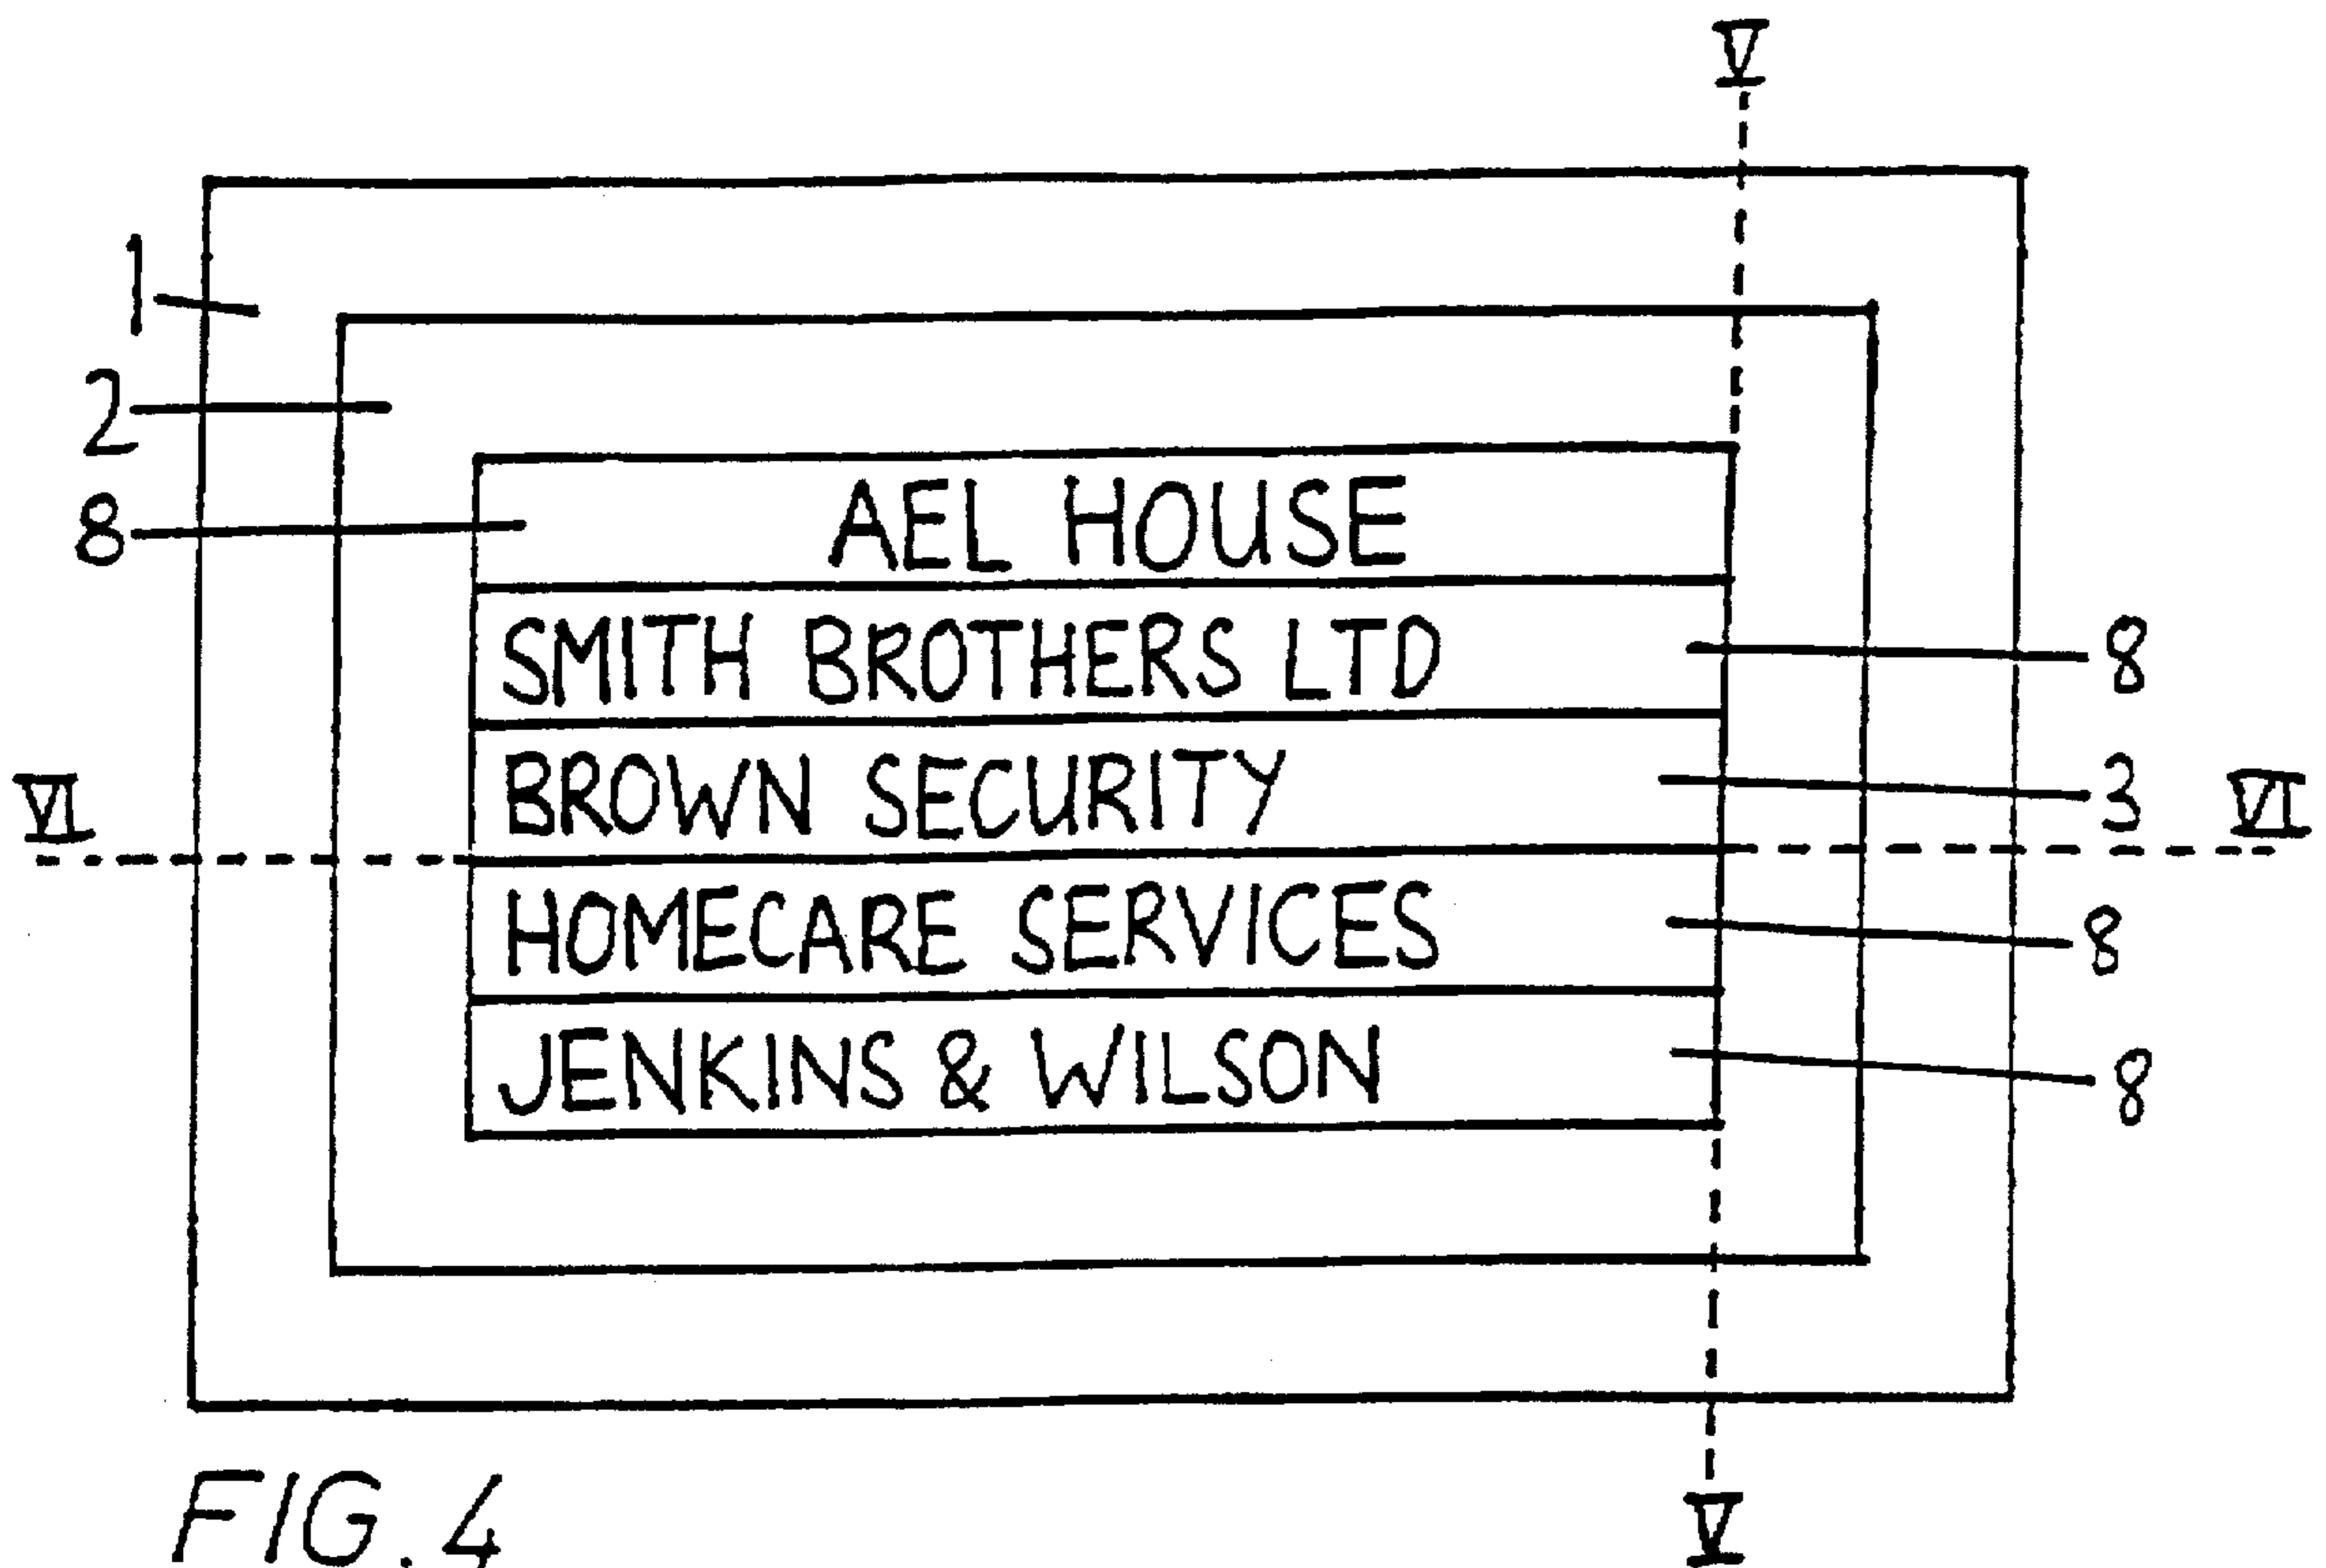 V
1
2
AEL HOUSE
8
SMITH BROTHERS LTD
8
BROWN SECURITY
3
VI
VI
HOMECARE SERVICES
8
JENKINS & WILSON
8
FIG. 4
V